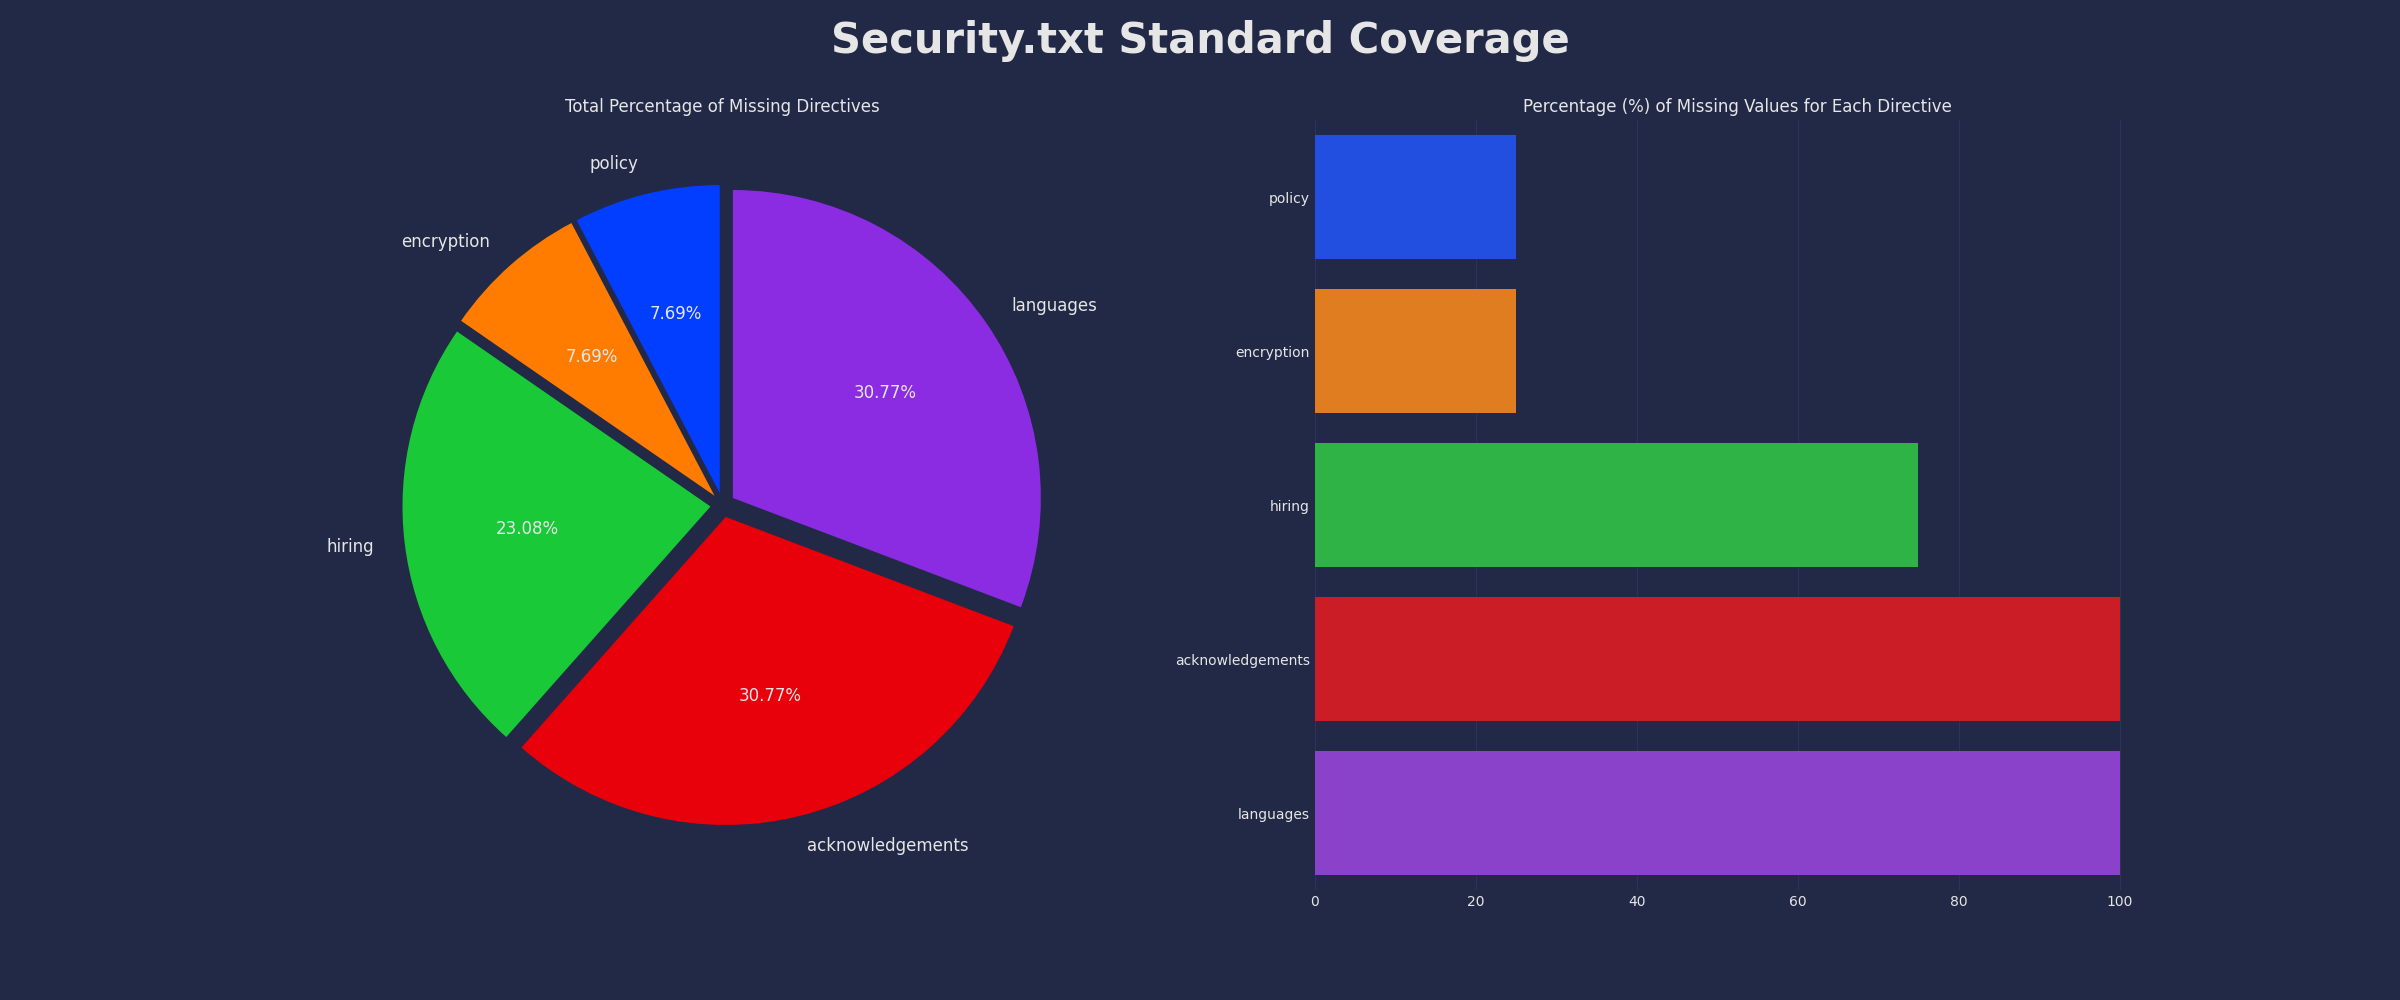 Security.txt Standard Coverage
Total Percentage of Missing Directives
policy
encryption
hiring
acknowledgements
languages
7.69%
7.69%
23.08%
30.77%
30.77%
Percentage (%) of Missing Values for Each Directive
policy
encryption
hiring
acknowledgements
languages
0 20 40 60 80 100